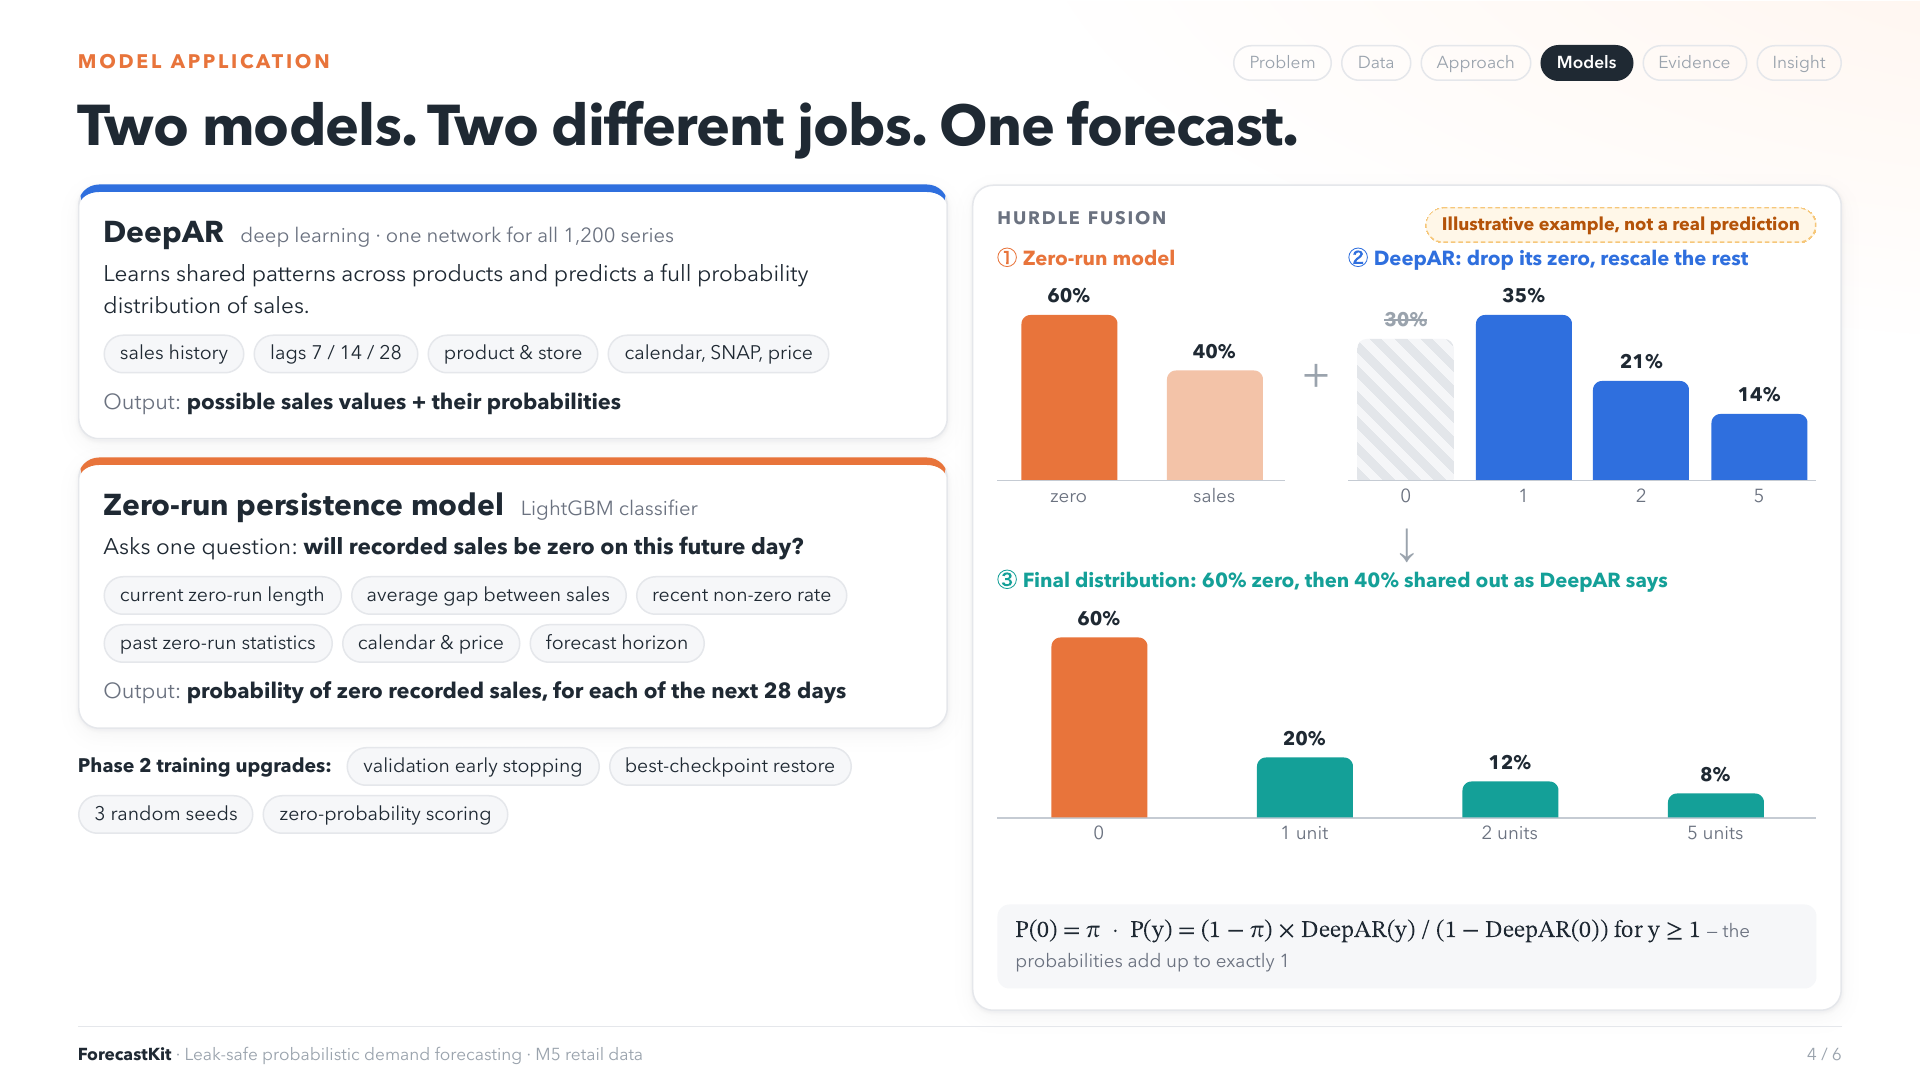 MODEL APPLICATION
Problem
Data
Approach
Models
Evidence
Insight
Two models. Two different jobs. One forecast.
DeepAR deep learning · one network for all 1,200 series
Learns shared patterns across products and predicts a full probability
distribution of sales.
sales history
lags 7 / 14 / 28
product & store
calendar, SNAP, price
Output: possible sales values + their probabilities
Zero-run persistence model LightGBM classifier
Asks one question: will recorded sales be zero on this future day?
current zero-run length
average gap between sales
recent non-zero rate
past zero-run statistics
calendar & price
forecast horizon
Output: probability of zero recorded sales, for each of the next 28 days
Phase 2 training upgrades:
validation early stopping
best-checkpoint restore
3 random seeds
zero-probability scoring
HURDLE FUSION
Illustrative example, not a real prediction
① Zero-run model
60%
40%
zero
sales
+
② DeepAR: drop its zero, rescale the rest
30%
35%
21%
14%
0
1
2
5
↓
③ Final distribution: 60% zero, then 40% shared out as DeepAR says
60%
20%
12%
8%
0
1 unit
2 units
5 units
P(0) = π · P(y) = (1 − π) × DeepAR(y) / (1 − DeepAR(0)) for y ≥ 1 – the
probabilities add up to exactly 1
ForecastKit · Leak-safe probabilistic demand forecasting · M5 retail data
4 / 6